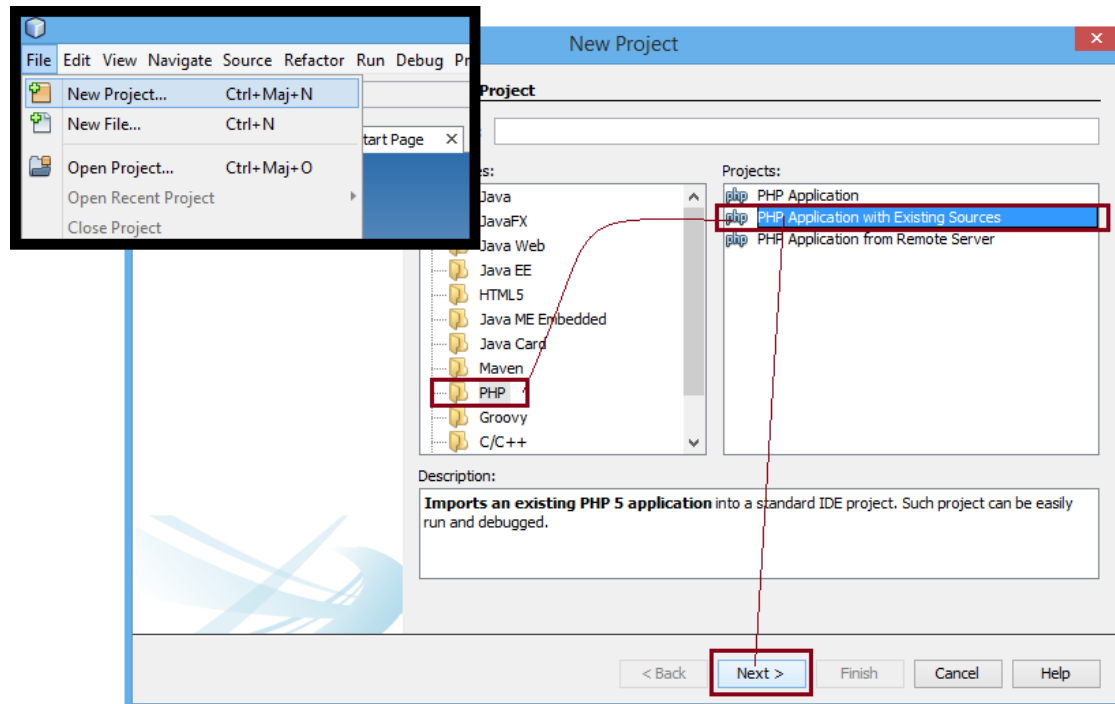 File Edit View Navigate Source Refactor Run Debug Pr
New Project... Ctrl+Maj+N
New File... Ctrl+N
Open Project... Ctrl+Maj+O
Open Recent Project
Close Project
tart Page X
New Project
Project
es:
Java
JavaFX
Java Web
Java EE
HTML5
Java ME Embedded
Java Card
Maven
PHP
Groovy
C/C++
Projects:
php PHP Application
php PHP Application with Existing Sources
php PHP Application from Remote Server
Description:
Imports an existing PHP 5 application into a standard IDE project. Such project can be easily
run and debugged.
< Back Next > Finish Cancel Help